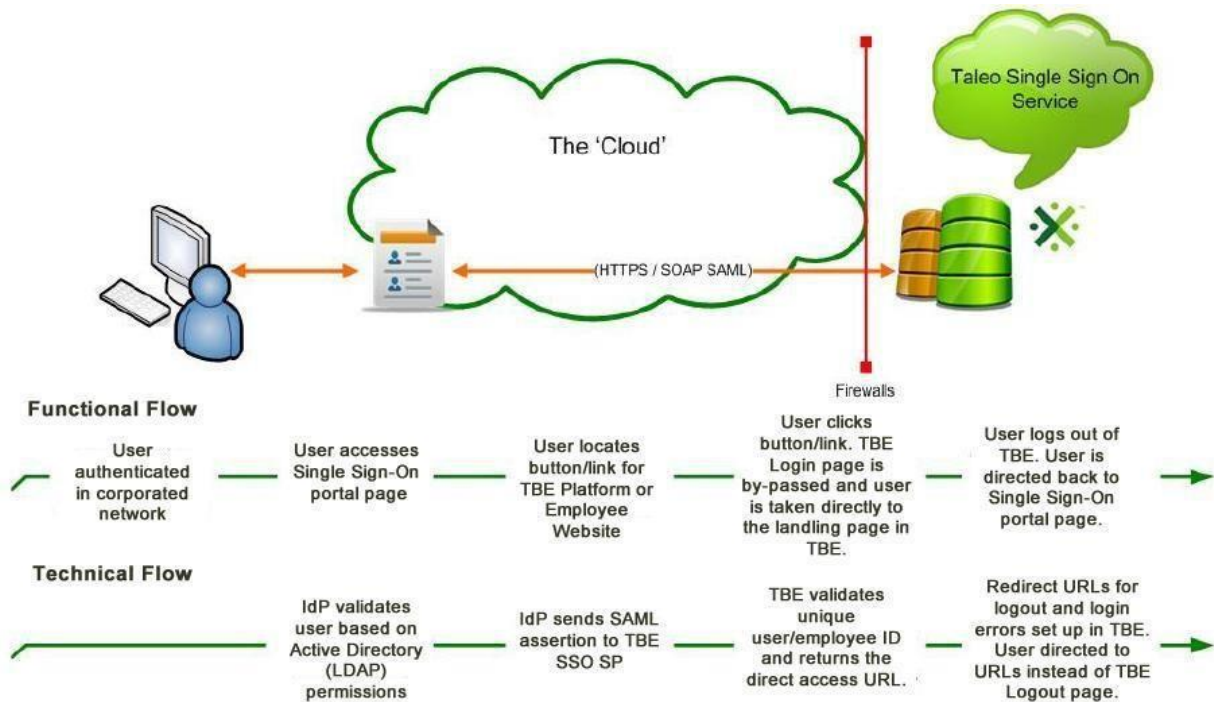 Taleo Single Sign On
Service
The 'Cloud'
(HTTPS / SOAP SAML)
Firewalls
Functional Flow
User
authenticated
in corporated
network
User accesses
Single Sign-On
portal page
User locates
button/link for
TBE Platform or
Employee
Website
User clicks
button/link. TBE
Login page is
by-passed and user
is taken directly to
the landling page in
TBE.
User logs out of
TBE. User is
directed back to
Single Sign-On
portal page.
Technical Flow
IdP validates
user based on
Active Directory
(LDAP)
permissions
IdP sends SAML
assertion to TBE
SSO SP
TBE validates
unique
user/employee ID
and returns the
direct access URL.
Redirect URLs for
logout and login
errors set up in TBE.
User directed to
URLs instead of TBE
Logout page.